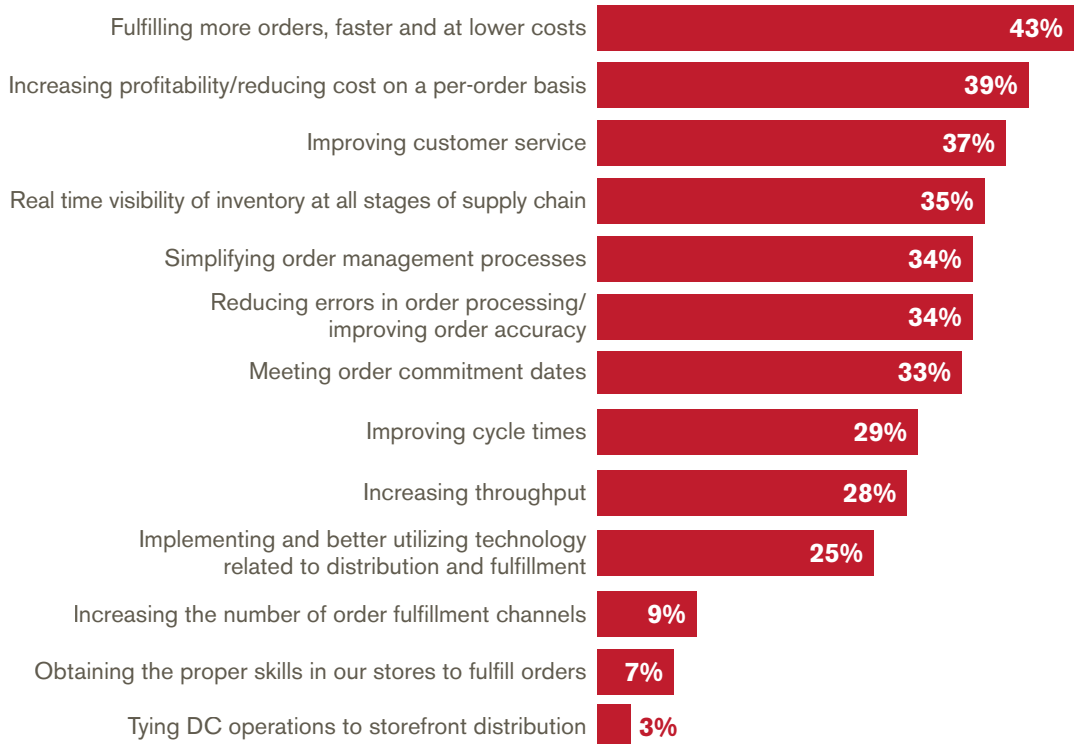 Fulfilling more orders, faster and at lower costs 43%
Increasing profitability/reducing cost on a per-order basis 39%
Improving customer service 37%
Real time visibility of inventory at all stages of supply chain 35%
Simplifying order management processes 34%
Reducing errors in order processing/
improving order accuracy 34%
Meeting order commitment dates 33%
Improving cycle times 29%
Increasing throughput 28%
Implementing and better utilizing technology
related to distribution and fulfillment 25%
Increasing the number of order fulfillment channels 9%
Obtaining the proper skills in our stores to fulfill orders 7%
Tying DC operations to storefront distribution 3%